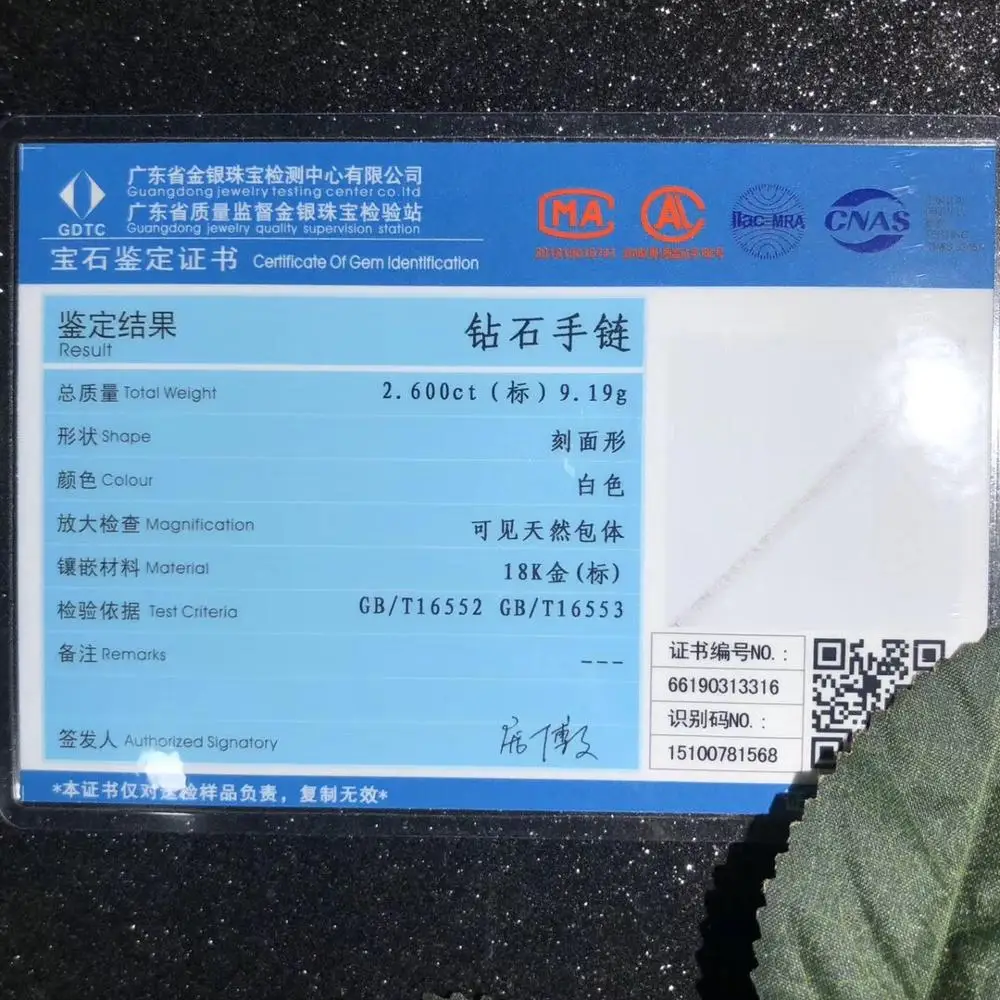 GDTC
广东省金银珠宝检测中心有限公司
Guangdong jewelry testing center co.ltd
广东省质量监督金银珠宝检验站
Guangdong jewelry quality supervision station
宝石鉴定证书 Certificate Of Gem Identification
MA
AL
ilac-MRA
CNAS
鉴定结果 钻石手链
Result
总质量 Total Weight 2.600ct (标) 9.19g
形状 Shape 刻面形
颜色 Colour 白色
放大检查 Magnification 可见天然包体
镶嵌材料 Material 18K金(标)
检验依据 Test Criteria GB/T16552 GB/T16553
备注 Remarks ---
签发人 Authorized Signatory
证书编号NO.:
66190313316
识别码NO.:
15100781568
*本证书仅对送检样品负责，复制无效*